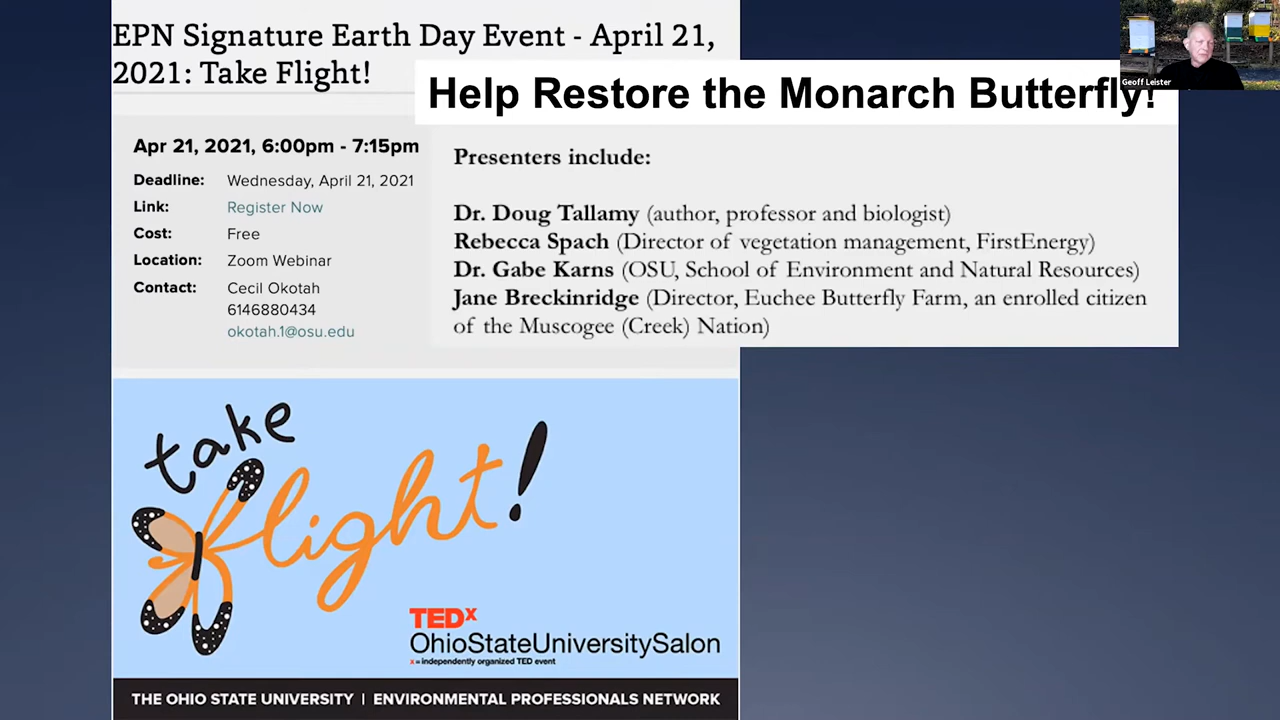 EPN Signature Earth Day Event - April 21,
2021: Take Flight!
Help Restore the Monarch Butterfly!
Geoff Leister
Apr 21, 2021, 6:00pm - 7:15pm
Deadline: Wednesday, April 21, 2021
Link: Register Now
Cost: Free
Location: Zoom Webinar
Contact: Cecil Okotah
6146880434
okotah.1@osu.edu
Presenters include:
Dr. Doug Tallamy (author, professor and biologist)
Rebecca Spach (Director of vegetation management, FirstEnergy)
Dr. Gabe Karns (OSU, School of Environment and Natural Resources)
Jane Breckinridge (Director, Euchee Butterfly Farm, an enrolled citizen
of the Muscogee (Creek) Nation)
take
flight!
TEDx
OhioStateUniversitySalon
x = independently organized TED event
THE OHIO STATE UNIVERSITY | ENVIRONMENTAL PROFESSIONALS NETWORK